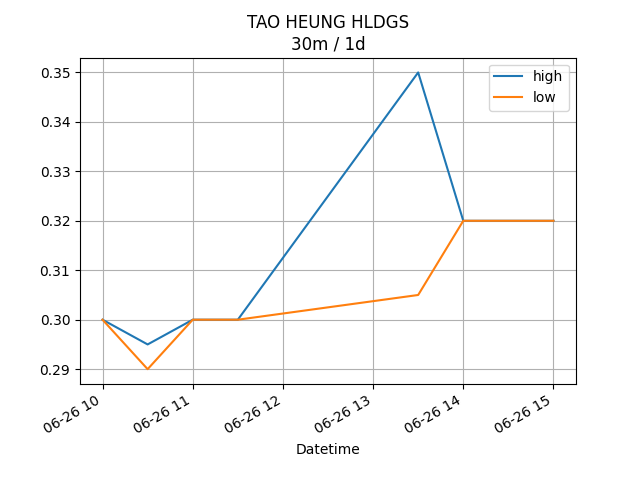 TAO HEUNG HLDGS
30m / 1d
high
low
0.35
0.34
0.33
0.32
0.31
0.30
0.29
06-26 10
06-26 11
06-26 12
06-26 13
06-26 14
06-26 15
Datetime